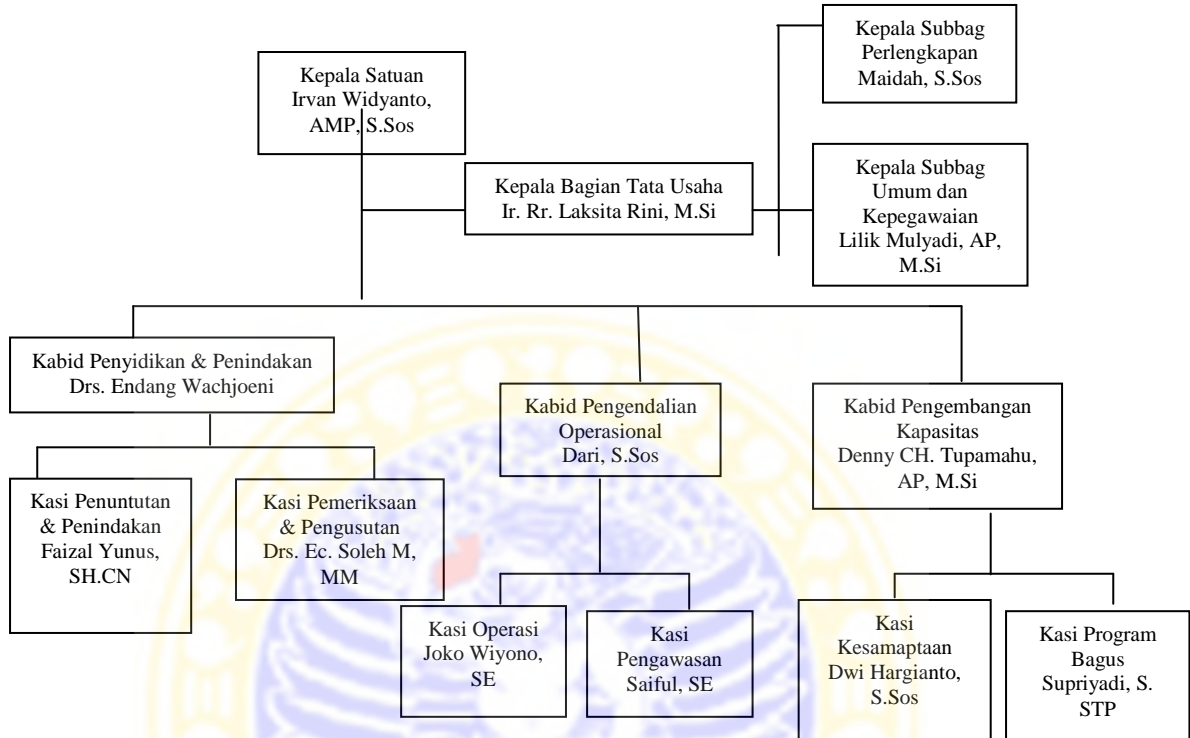 Kepala Subbag
Perlengkapan
Maidah, S.Sos
Kepala Satuan
Irvan Widyanto,
AMP, S.Sos
Kepala Bagian Tata Usaha
Ir. Rr. Laksita Rini, M.Si
Kepala Subbag
Umum dan
Kepegawaian
Lilik Mulyadi, AP,
M.Si
Kabid Penyidikan & Penindakan
Drs. Endang Wachjoeni
Kabid Pengendalian
Operasional
Dari, S.Sos
Kabid Pengembangan
Kapasitas
Denny CH. Tupamahu,
AP, M.Si
Kasi Penuntutan
& Penindakan
Faizal Yunus,
SH.CN
Kasi Pemeriksaan
& Pengusutan
Drs. Ec. Soleh M,
MM
Kasi Operasi
Joko Wiyono,
SE
Kasi
Pengawasan
Saiful, SE
Kasi
Kesamaptaan
Dwi Hargianto,
S.Sos
Kasi Program
Bagus
Supriyadi, S.
STP